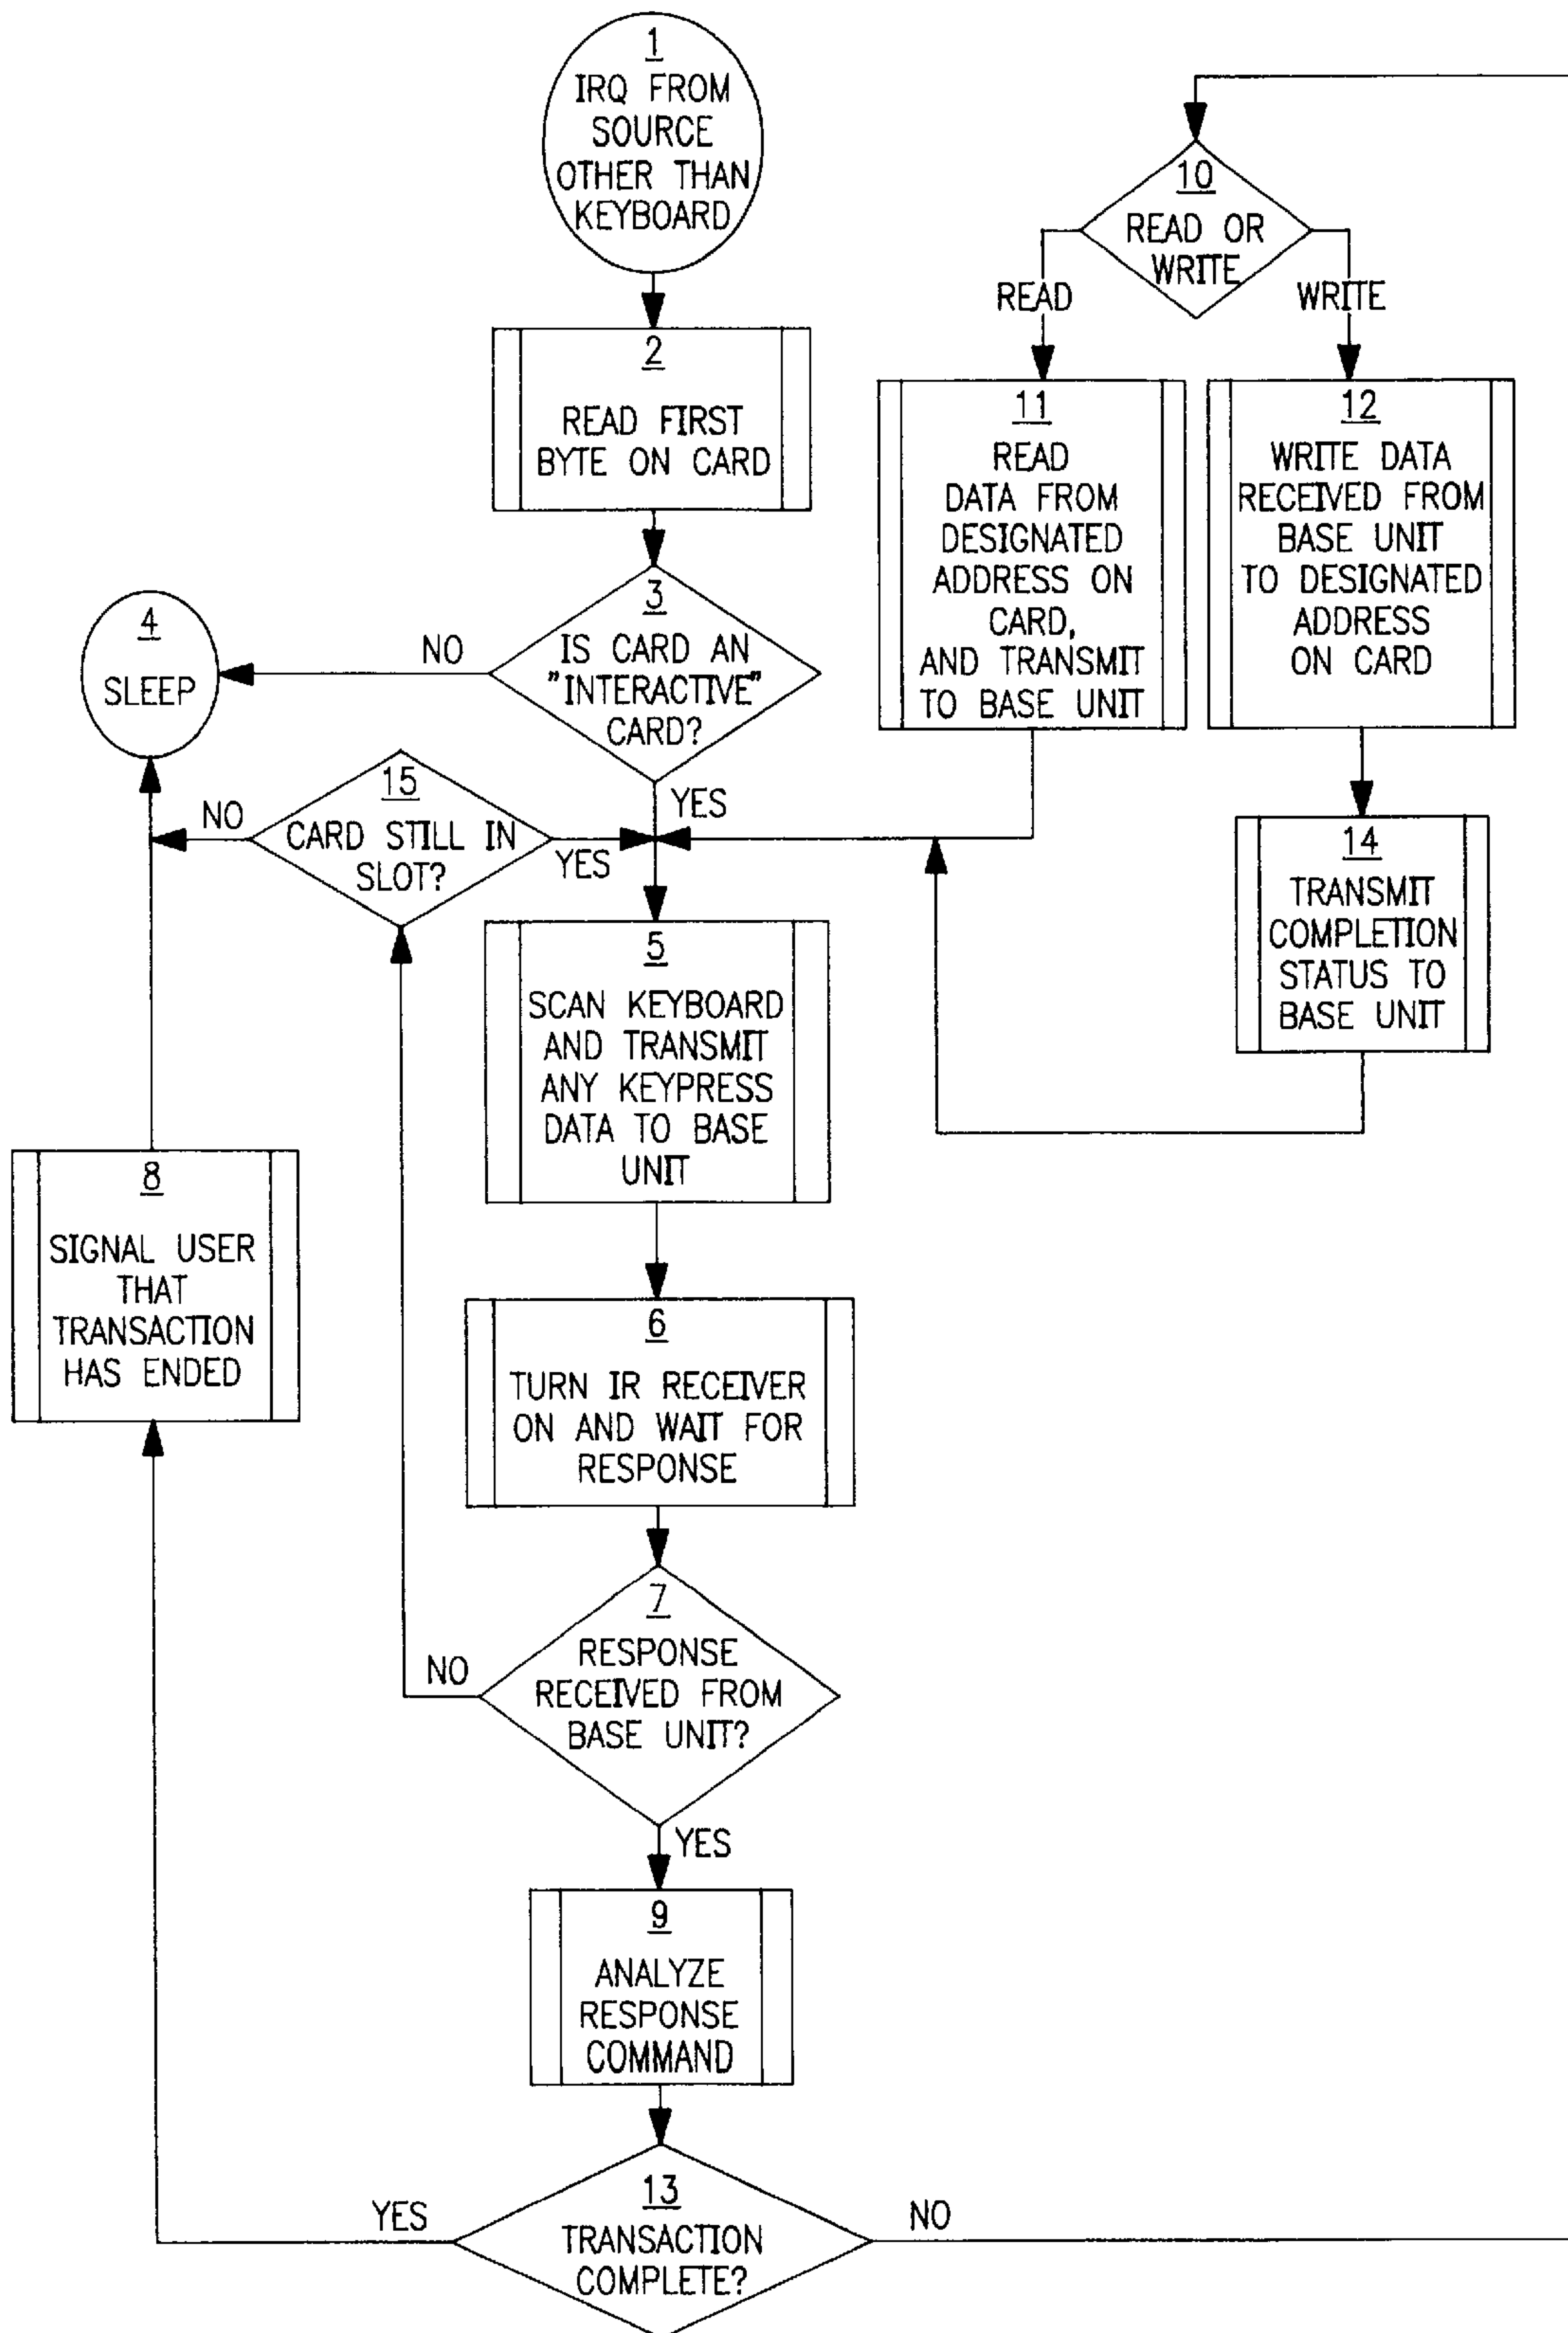 1
IRQ FROM
SOURCE
OTHER THAN
KEYBOARD
2
READ FIRST
BYTE ON CARD
3
IS CARD AN
"INTERACTIVE"
CARD?
NO
YES
4
SLEEP
15
CARD STILL IN
SLOT?
NO
YES
5
SCAN KEYBOARD
AND TRANSMIT
ANY KEYPRESS
DATA TO BASE
UNIT
6
TURN IR RECEIVER
ON AND WAIT FOR
RESPONSE
7
RESPONSE
RECEIVED FROM
BASE UNIT?
NO
YES
8
SIGNAL USER
THAT
TRANSACTION
HAS ENDED
9
ANALYZE
RESPONSE
COMMAND
13
TRANSACTION
COMPLETE?
YES
NO
10
READ OR
WRITE
READ
WRITE
11
READ
DATA FROM
DESIGNATED
ADDRESS ON
CARD,
AND TRANSMIT
TO BASE UNIT
12
WRITE DATA
RECEIVED FROM
BASE UNIT
TO DESIGNATED
ADDRESS
ON CARD
14
TRANSMIT
COMPLETION
STATUS TO
BASE UNIT